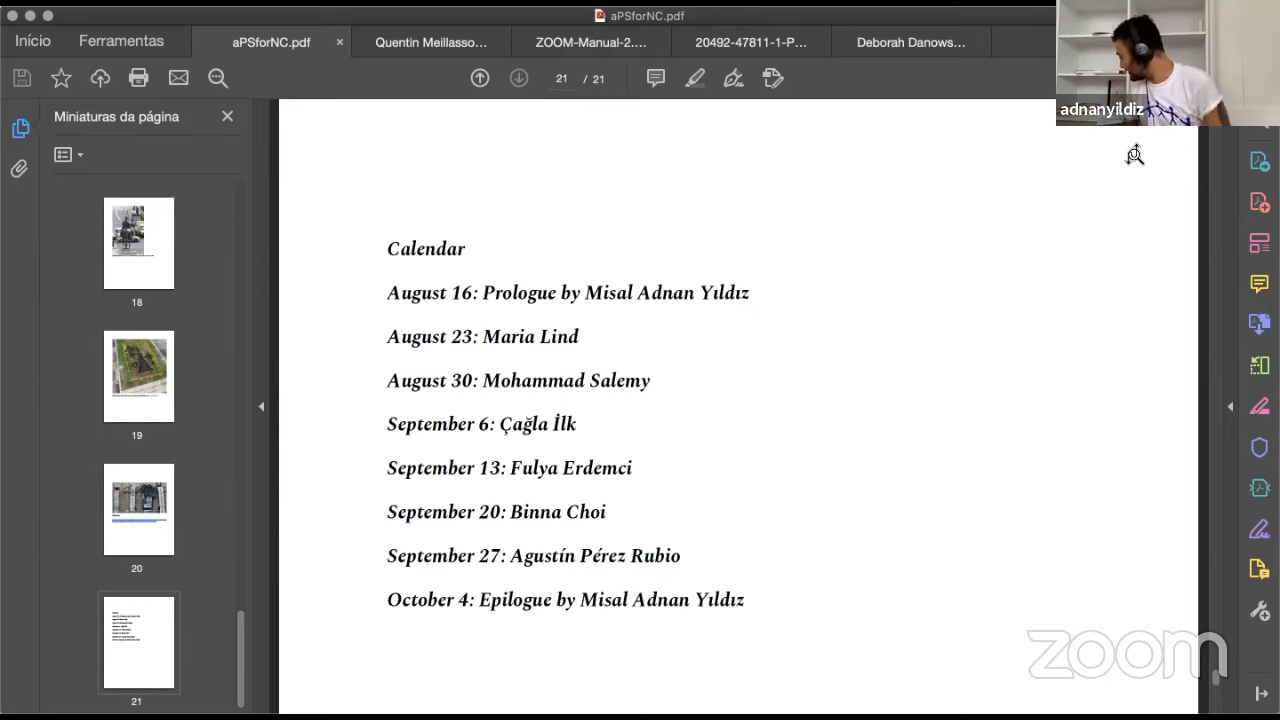 aPSforNC.pdf
Início
Ferramentas
aPSforNC.pdf
Quentin Meillasso...
ZOOM-Manual-2....
20492-47811-1-P...
Deborah Danows...
21 / 21
adnanyildiz
Miniaturas da página
18
19
20
21
Calendar
August 16: Prologue by Misal Adnan Yıldız
August 23: Maria Lind
August 30: Mohammad Salemy
September 6: Çağla İlk
September 13: Fulya Erdemci
September 20: Binna Choi
September 27: Agustín Pérez Rubio
October 4: Epilogue by Misal Adnan Yıldız
zoom